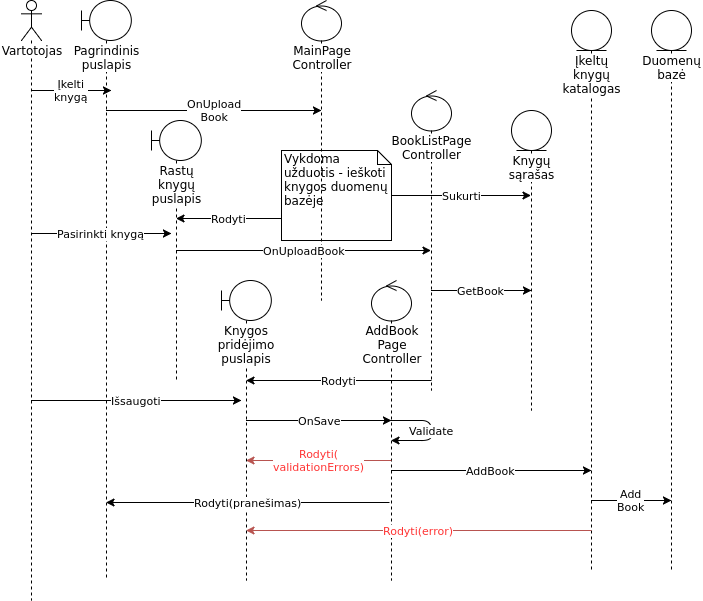 Vartotojas
Pagrindinis
puslapis
MainPage
Controller
Įkeltų
knygų
katalogas
Duomenų
bazė
Įkelti
knygą
OnUpload
Book
BookListPage
Controller
Knygų
sąrašas
Rastų
knygų
puslapis
Vykdoma
užduotis - ieškoti
knygos duomenų
bazėje
Sukurti
Rodyti
Pasirinkti knygą
OnUploadBook
GetBook
Knygos
pridėjimo
puslapis
AddBook
Page
Controller
Rodyti
Išsaugoti
OnSave
Validate
Rodyti(
validationErrors)
AddBook
Rodyti(pranešimas)
Add
Book
Rodyti(error)